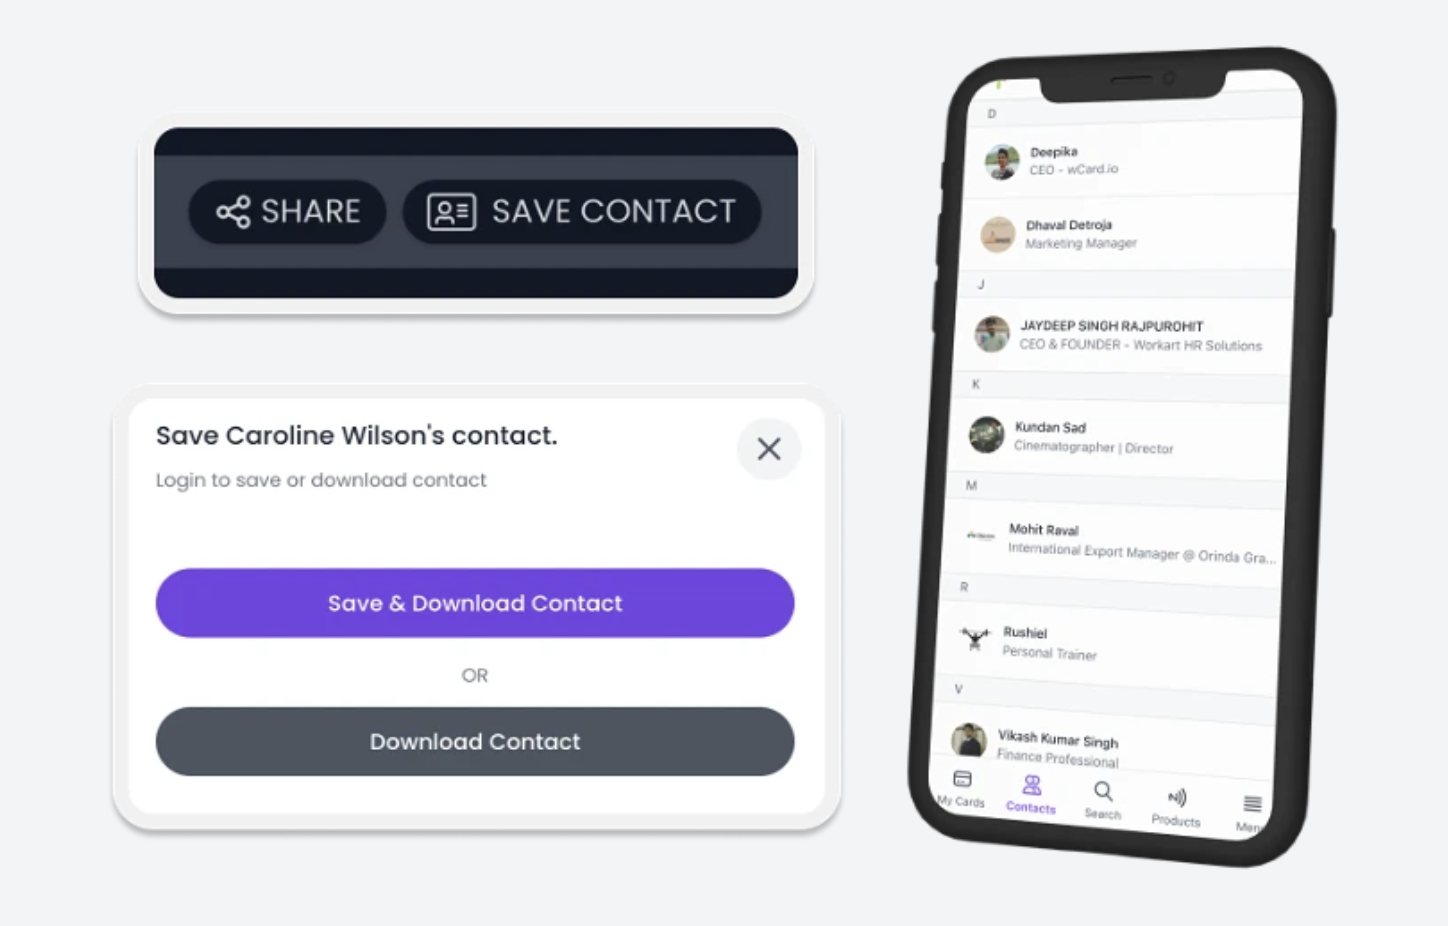 SHARE
SAVE CONTACT
Save Caroline Wilson's contact.
Login to save or download contact
Save & Download Contact
OR
Download Contact
D
Deepika
CEO - wCard.io
Dhaval Detroja
Marketing Manager
J
JAYDEEP SINGH RAJPUROHIT
CEO & FOUNDER - Workart HR Solutions
K
Kundan Sad
Cinematographer | Director
M
Mohit Raval
International Export Manager @ Orinda Gra...
R
Rushiel
Personal Trainer
V
Vikash Kumar Singh
Finance Professional
My Cards
Contacts
Search
Products
Men